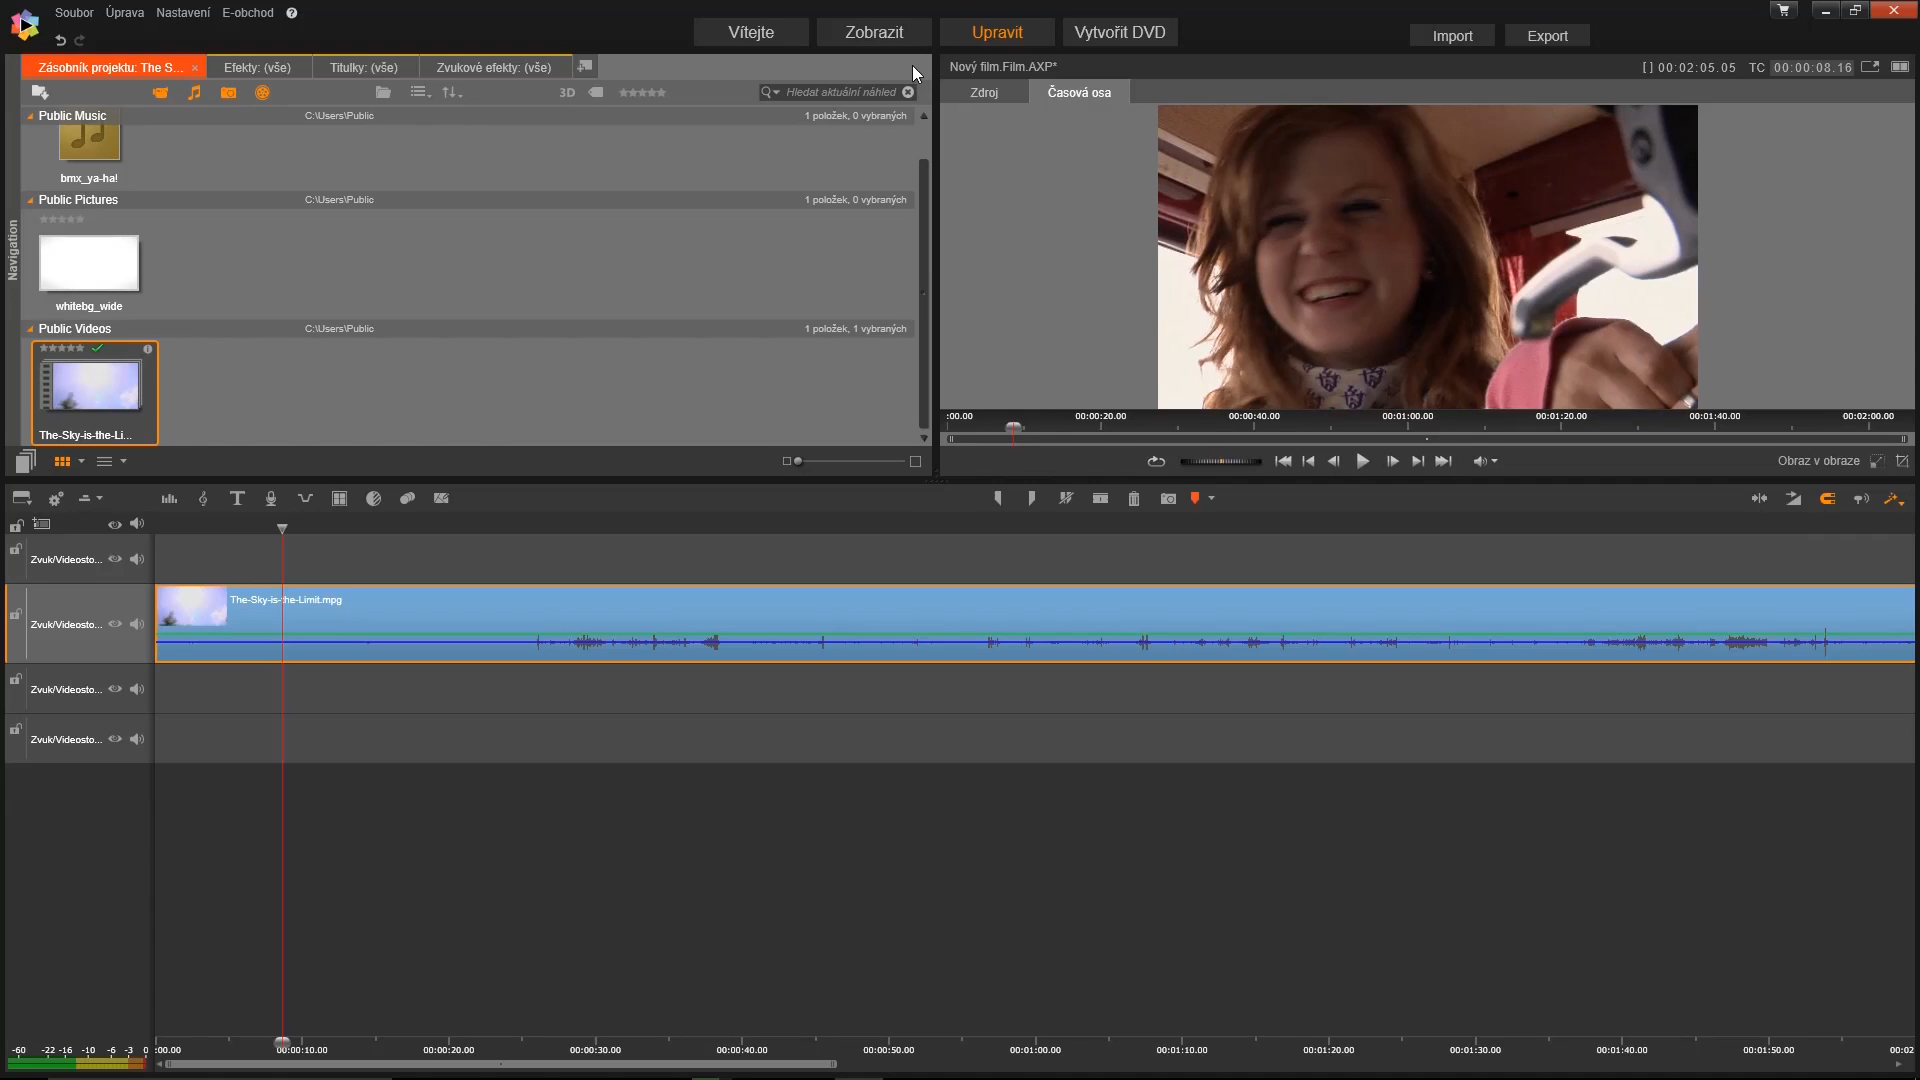 Soubor Úprava Nastavení E-obchod ?
Vítejte Zobrazit Upravit Vytvořit DVD
Import Export
Zásobník projektu: The S... × Efekty: (vše) Titulky: (vše) Zvukové efekty: (vše)
Nový film.Film.AXP*
[ ] 00:02:05.05 TC 00:00:08.16
3D Hledat aktuální náhled
Zdroj Časová osa
Navigation
Public Music C:\Users\Public 1 položek, 0 vybraných
bmx_ya-ha!
Public Pictures C:\Users\Public 1 položek, 0 vybraných
whitebg_wide
Public Videos C:\Users\Public 1 položek, 1 vybraných
The-Sky-is-the-Li...
:00.00 00:00:20.00 00:00:40.00 00:01:00.00 00:01:20.00 00:01:40.00 00:02:00.00
Obraz v obraze
Zvuk/Videosto...
Zvuk/Videosto...
The-Sky-is-the-Limit.mpg
Zvuk/Videosto...
Zvuk/Videosto...
-60 -22 -16 -10 -6 -3 0
:00.00 00:00:10.00 00:00:20.00 00:00:30.00 00:00:40.00 00:00:50.00 00:01:00.00 00:01:10.00 00:01:20.00 00:01:30.00 00:01:40.00 00:01:50.00 00:02